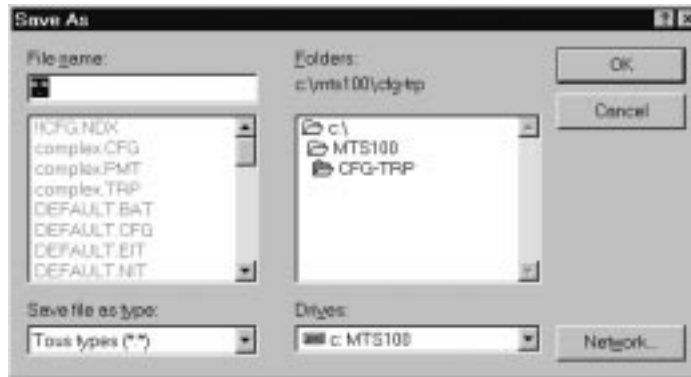 Save As
File name:
*.*
!!CFG.NDX
complex.CFG
complex.PMT
complex.TRP
DEFAULT.BAT
DEFAULT.CFG
DEFAULT.EIT
DEFAULT.NIT
Save file as type:
Tous types (*.*)
Folders:
c:\mts100\cfg-trp
c:\
MTS100
CFG-TRP
Drives:
c: MTS100
OK
Cancel
Network...